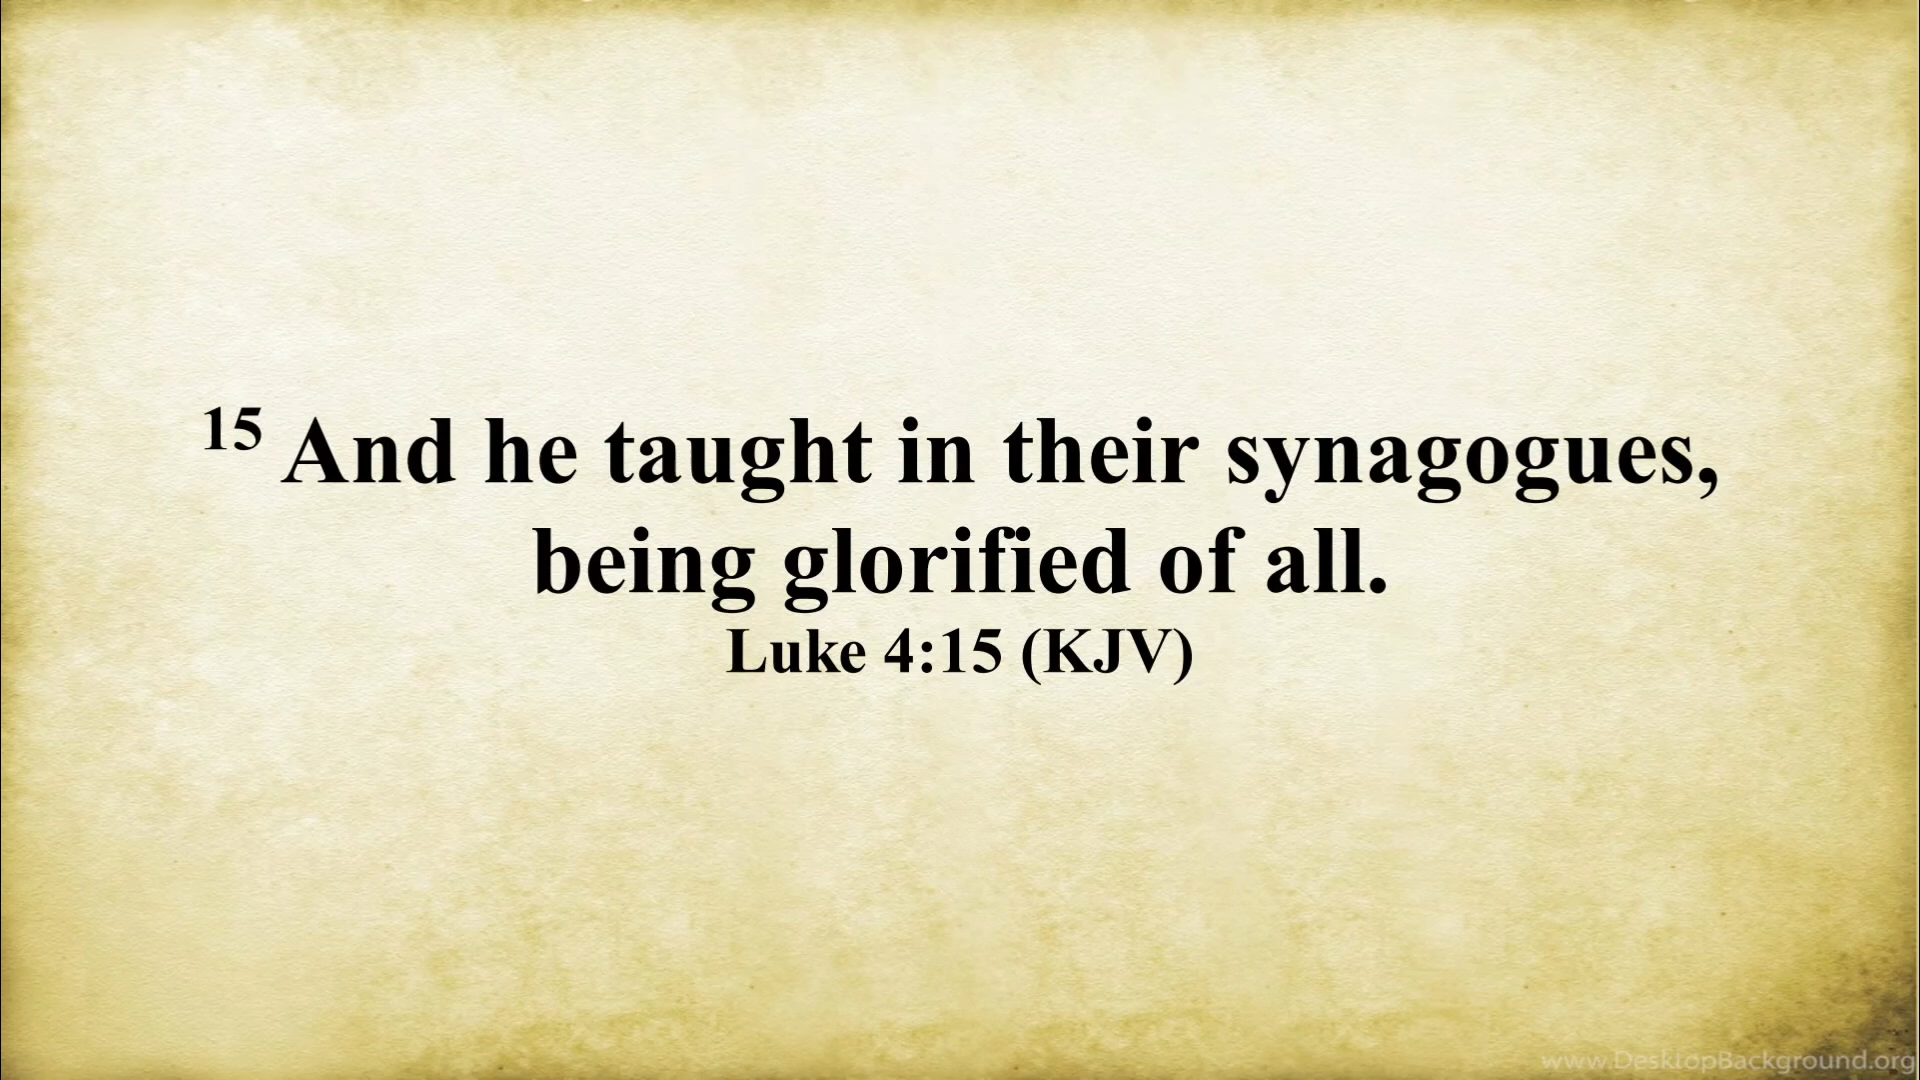 15 And he taught in their synagogues,
being glorified of all.
Luke 4:15 (KJV)
www.DesktopBackground.org